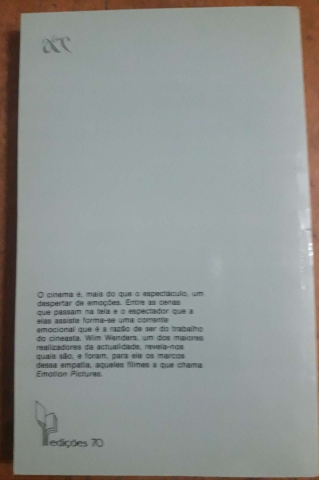 O cinema é, mais do que o espectáculo, um
despertar de emoções. Entre as cenas
que passam na tela e o espectador que a
elas assiste forma-se uma corrente
emocional que é a razão de ser do trabalho
do cineasta. Wim Wenders, um dos maiores
realizadores da actualidade, revela-nos
quais são, e foram, para ele os marcos
dessa empatia, aqueles filmes a que chama
Emotion Pictures.
edições 70